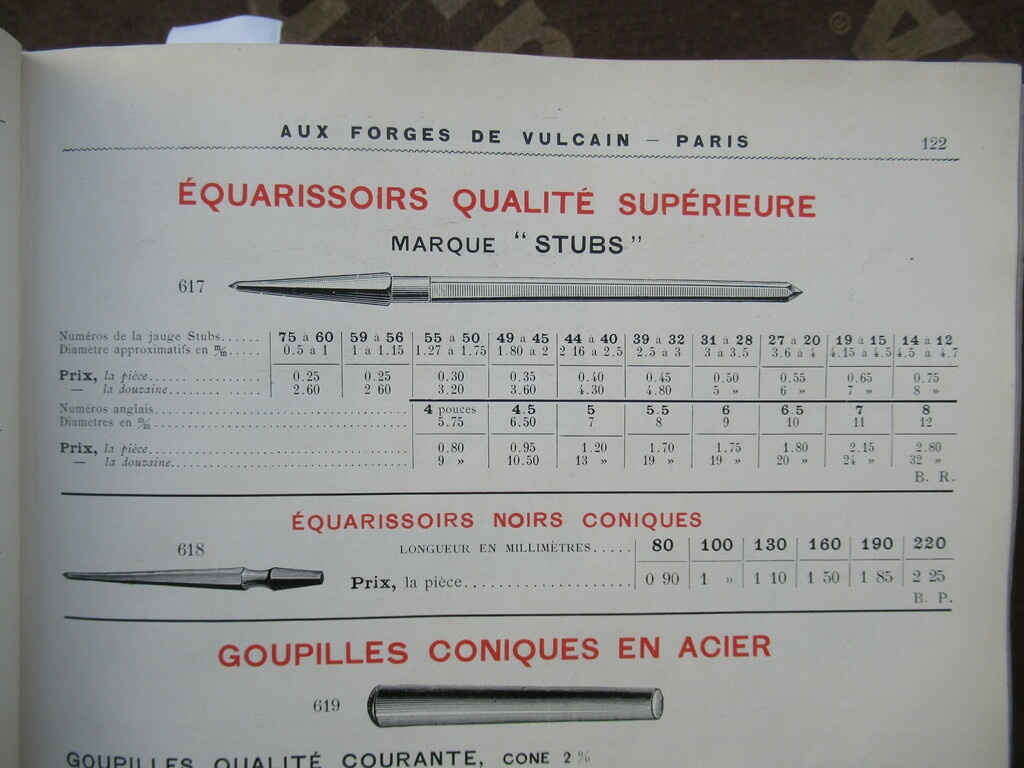 AUX FORGES DE VULCAIN — PARIS 122
ÉQUARISSOIRS QUALITÉ SUPÉRIEURE
MARQUE “ STUBS ”
617
Numéros de la jauge Stubs...... 75 à 60 59 à 56 55 à 50 49 à 45 44 à 40 39 à 32 31 à 28 27 à 20 19 à 15 14 à 12
Diamètre approximatifs en m/m..... 0.5 à 1 1 à 1.15 1.27 à 1.75 1.80 à 2 2 16 à 2.5 2.5 à 3 3 à 3.5 3.6 à 4 4.15 à 4.5 4.5 à 4.7
Prix, la pièce............... 0.25 0.25 0.30 0.35 0.40 0.45 0.50 0.55 0.65 0.75
— la douzaine............ 2.60 2 60 3.20 3.60 4.30 4.80 5 » 6 » 7 » 8 »
Numéros anglais............ 4 pouces 4.5 5 5.5 6 6.5 7 8
Diamètres en m/m............ 5.75 6.50 7 8 9 10 11 12
Prix, la pièce............ 0.80 0.95 1.20 1.70 1.75 1.80 2.15 2.80
— la douzaine............ 9 » 10.50 13 » 19 » 19 » 20 » 24 » 32 »
B. R.
ÉQUARISSOIRS NOIRS CONIQUES
618
LONGUEUR EN MILLIMÈTRES..... 80 100 130 160 190 220
Prix, la pièce.................... 0 90 1 » 1 10 1 50 1 85 2 25
B. P.
GOUPILLES CONIQUES EN ACIER
619
GOUPILLES QUALITÉ COURANTE, CONE 2 %